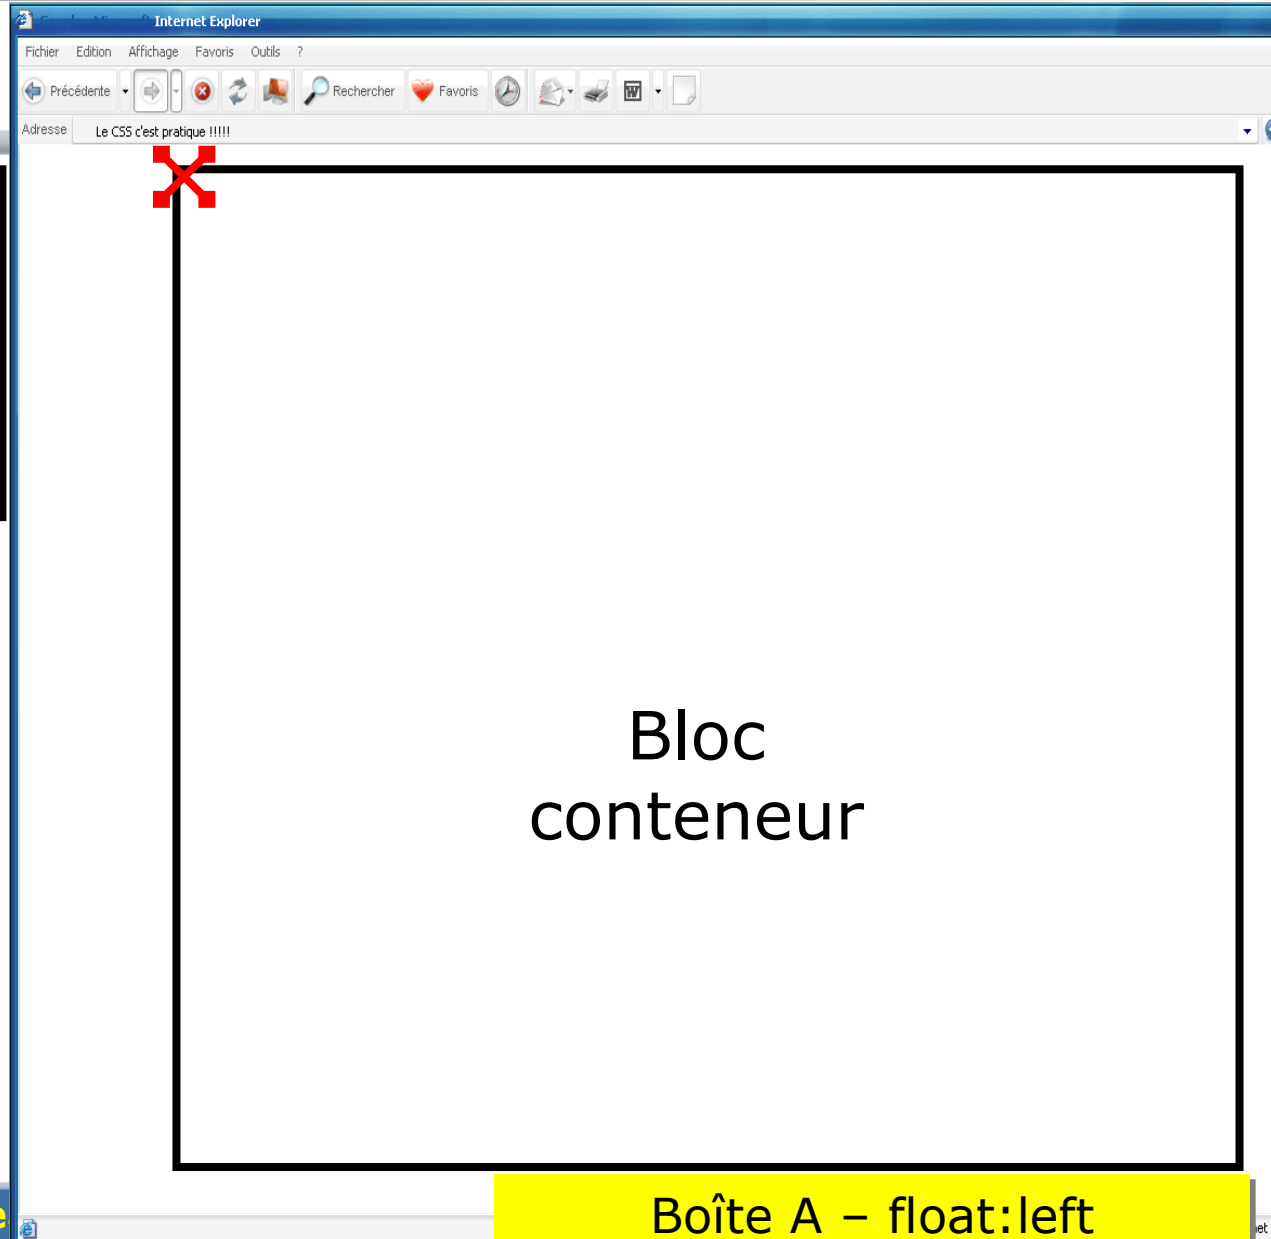 Internet Explorer
Fichier Edition Affichage Favoris Outils ?
Précédente Rechercher Favoris
Adresse Le CSS c'est pratique !!!!!
Bloc
conteneur
Boîte A – float:left